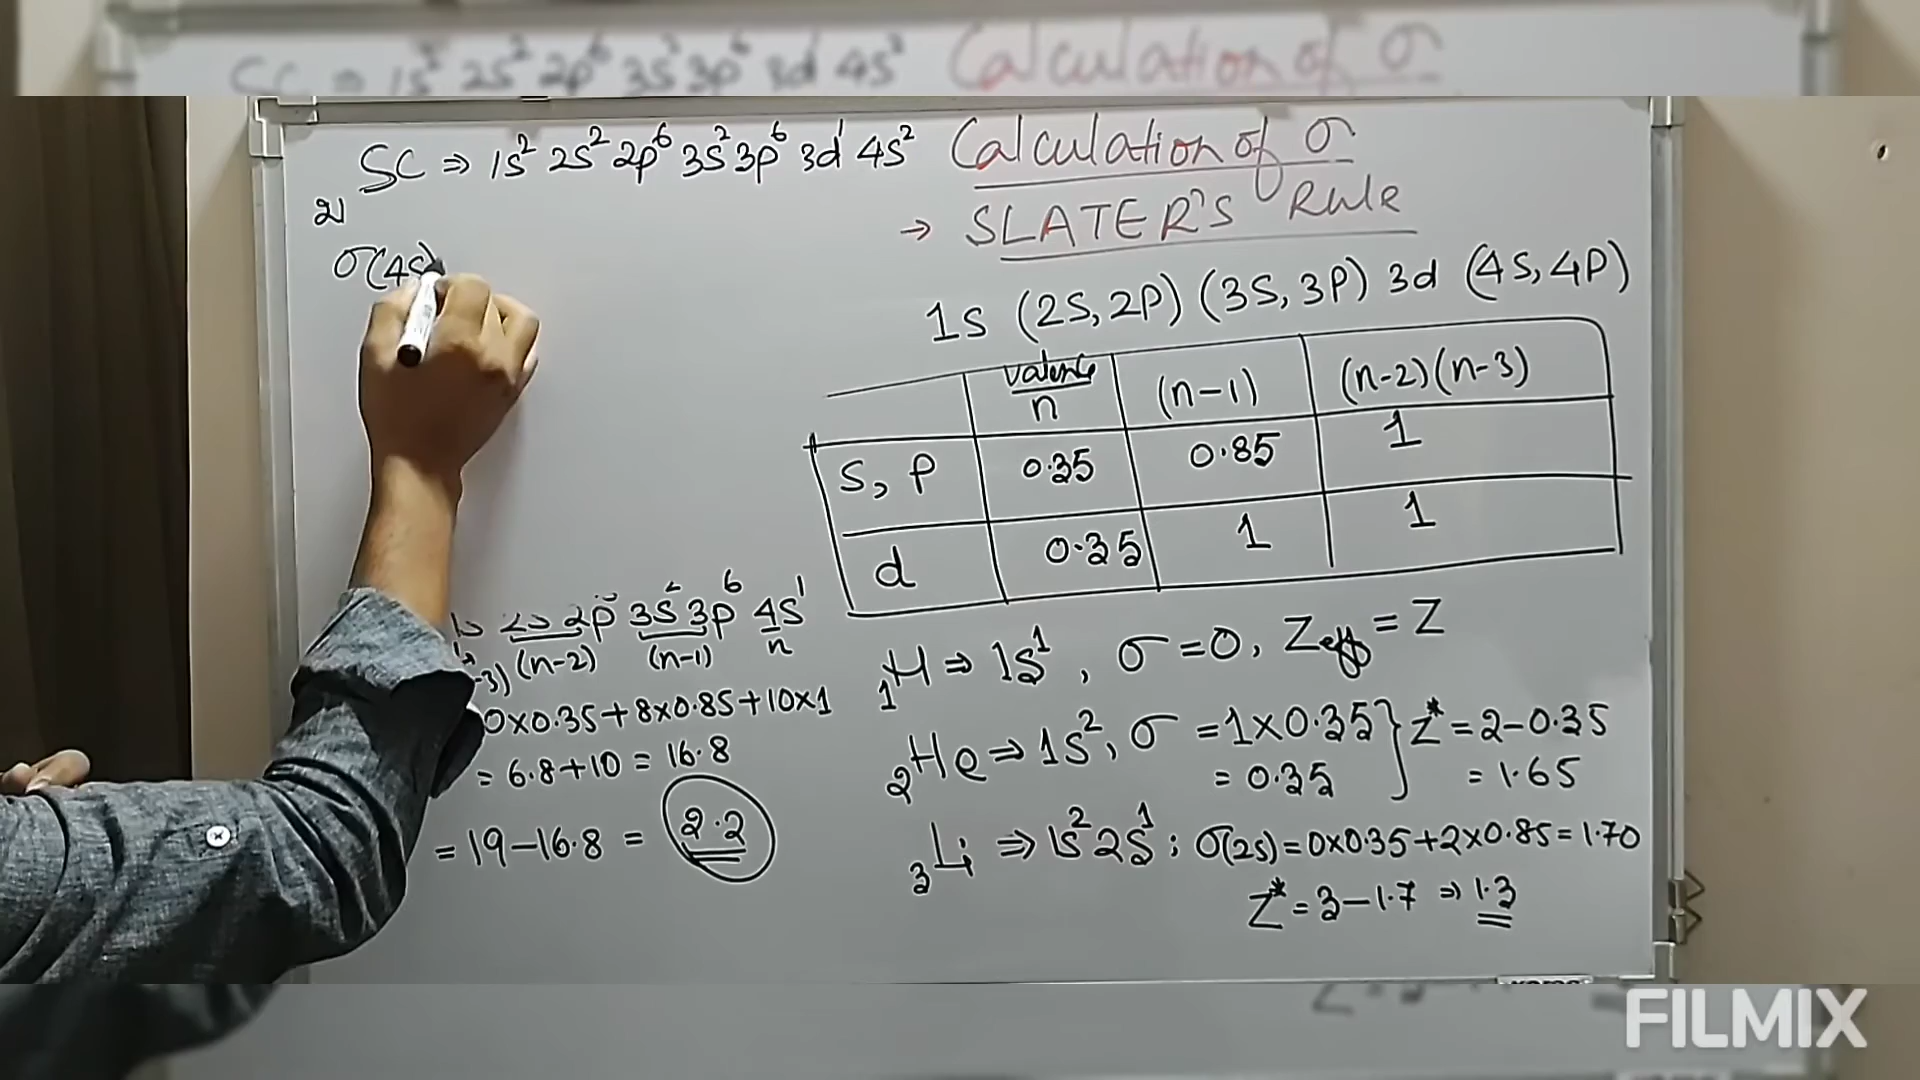 SC ⇒ 1s² 2s² 2p⁶ 3s² 3p⁶ 3d¹ 4s²
21
σ(4s)
Calculation of σ
→ SLATER'S Rule
1s (2s, 2p) (3s, 3p) 3d (4s, 4p)
valence n (n-1) (n-2)(n-3)
s, p 0.35 0.85 1
d 0.35 1 1
2p 3s² 3p⁶ 4s¹
(n-2) (n-1) n
0×0.35+8×0.85+10×1
= 6.8+10 = 16.8
= 19-16.8 = 2.2
₁H ⇒ 1s¹, σ = 0, Zeff = Z
₂He ⇒ 1s², σ = 1×0.35 } Z* = 2-0.35
= 0.35 = 1.65
₃Li ⇒ 1s² 2s¹ ; σ(2s) = 0×0.35+2×0.85 = 1.70
Z* = 3-1.7 ⇒ 1.3
FILMIX